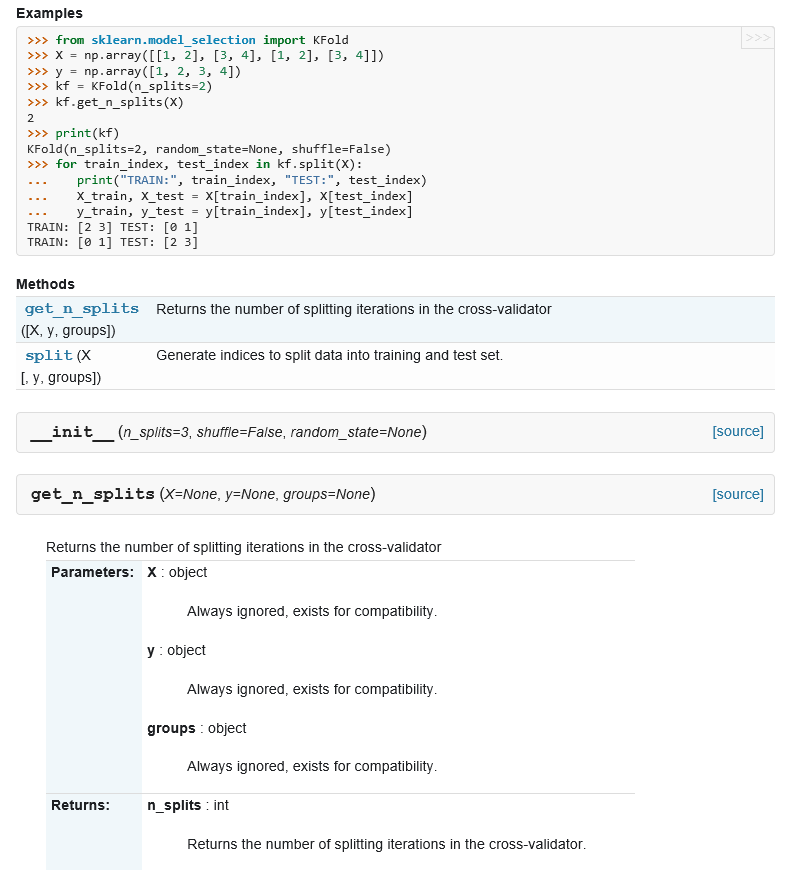 Examples
>>>
>>> from sklearn.model_selection import KFold
>>> X = np.array([[1, 2], [3, 4], [1, 2], [3, 4]])
>>> y = np.array([1, 2, 3, 4])
>>> kf = KFold(n_splits=2)
>>> kf.get_n_splits(X)
2
>>> print(kf)
KFold(n_splits=2, random_state=None, shuffle=False)
>>> for train_index, test_index in kf.split(X):
...    print("TRAIN:", train_index, "TEST:", test_index)
...    X_train, X_test = X[train_index], X[test_index]
...    y_train, y_test = y[train_index], y[test_index]
TRAIN: [2 3] TEST: [0 1]
TRAIN: [0 1] TEST: [2 3]
Methods
get_n_splits Returns the number of splitting iterations in the cross-validator
([X, y, groups])
split (X Generate indices to split data into training and test set.
[, y, groups])
__init__ (n_splits=3, shuffle=False, random_state=None) [source]
get_n_splits (X=None, y=None, groups=None) [source]
Returns the number of splitting iterations in the cross-validator
Parameters: X : object
Always ignored, exists for compatibility.
y : object
Always ignored, exists for compatibility.
groups : object
Always ignored, exists for compatibility.
Returns: n_splits : int
Returns the number of splitting iterations in the cross-validator.